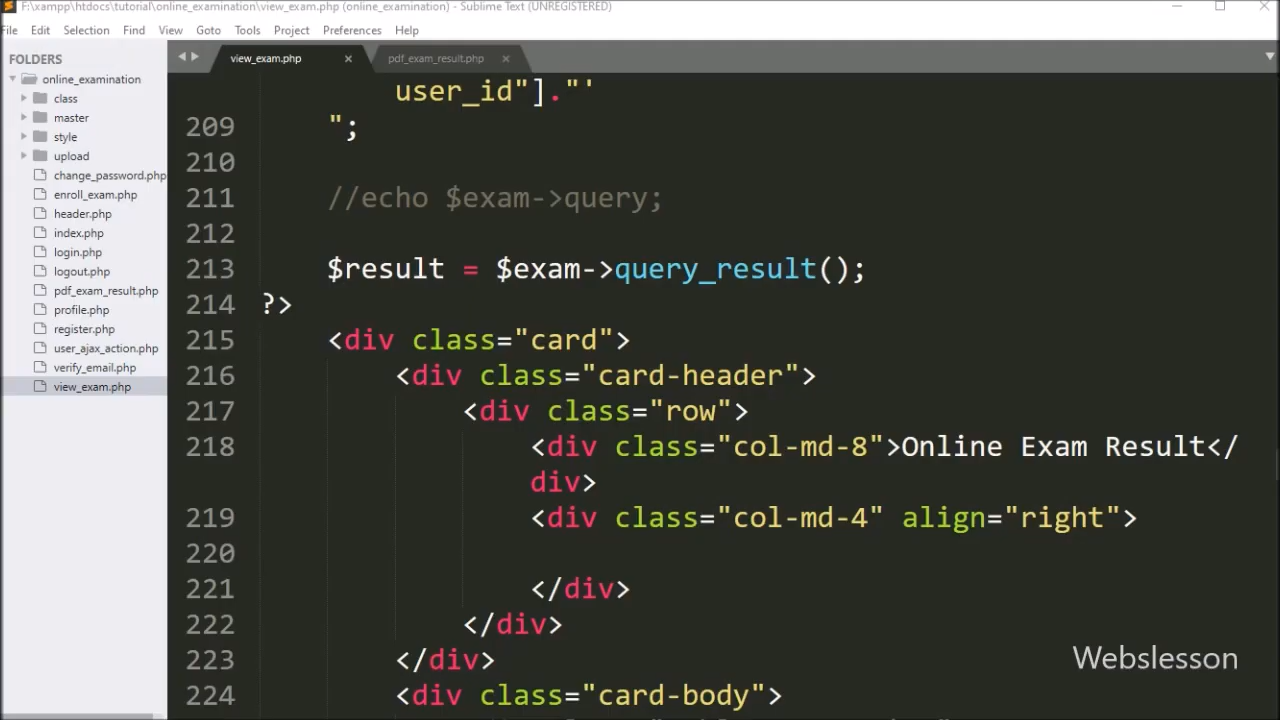 F:\xampp\htdocs\tutorial\online_examination\view_exam.php (online_examination) - Sublime Text (UNREGISTERED)
File Edit Selection Find View Goto Tools Project Preferences Help
FOLDERS
online_examination
class
master
style
upload
change_password.php
enroll_exam.php
header.php
index.php
login.php
logout.php
pdf_exam_result.php
profile.php
register.php
user_ajax_action.php
verify_email.php
view_exam.php
view_exam.php × pdf_exam_result.php ×
user_id"]."'
209 ";
210
211 //echo $exam->query;
212
213 $result = $exam->query_result();
214 ?>
215 <div class="card">
216 <div class="card-header">
217 <div class="row">
218 <div class="col-md-8">Online Exam Result</
div>
219 <div class="col-md-4" align="right">
220
221 </div>
222 </div>
223 </div>
224 <div class="card-body">
Webslesson